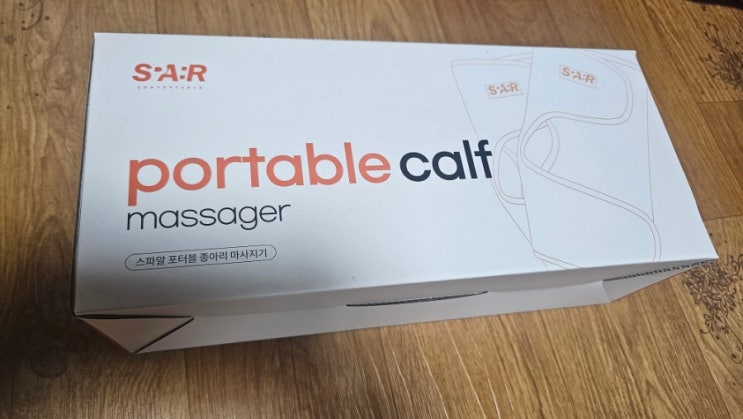 S:A:R
portable calf
massager
스파알 포터블 종아리 마사지기
S:A:R
S:A:R